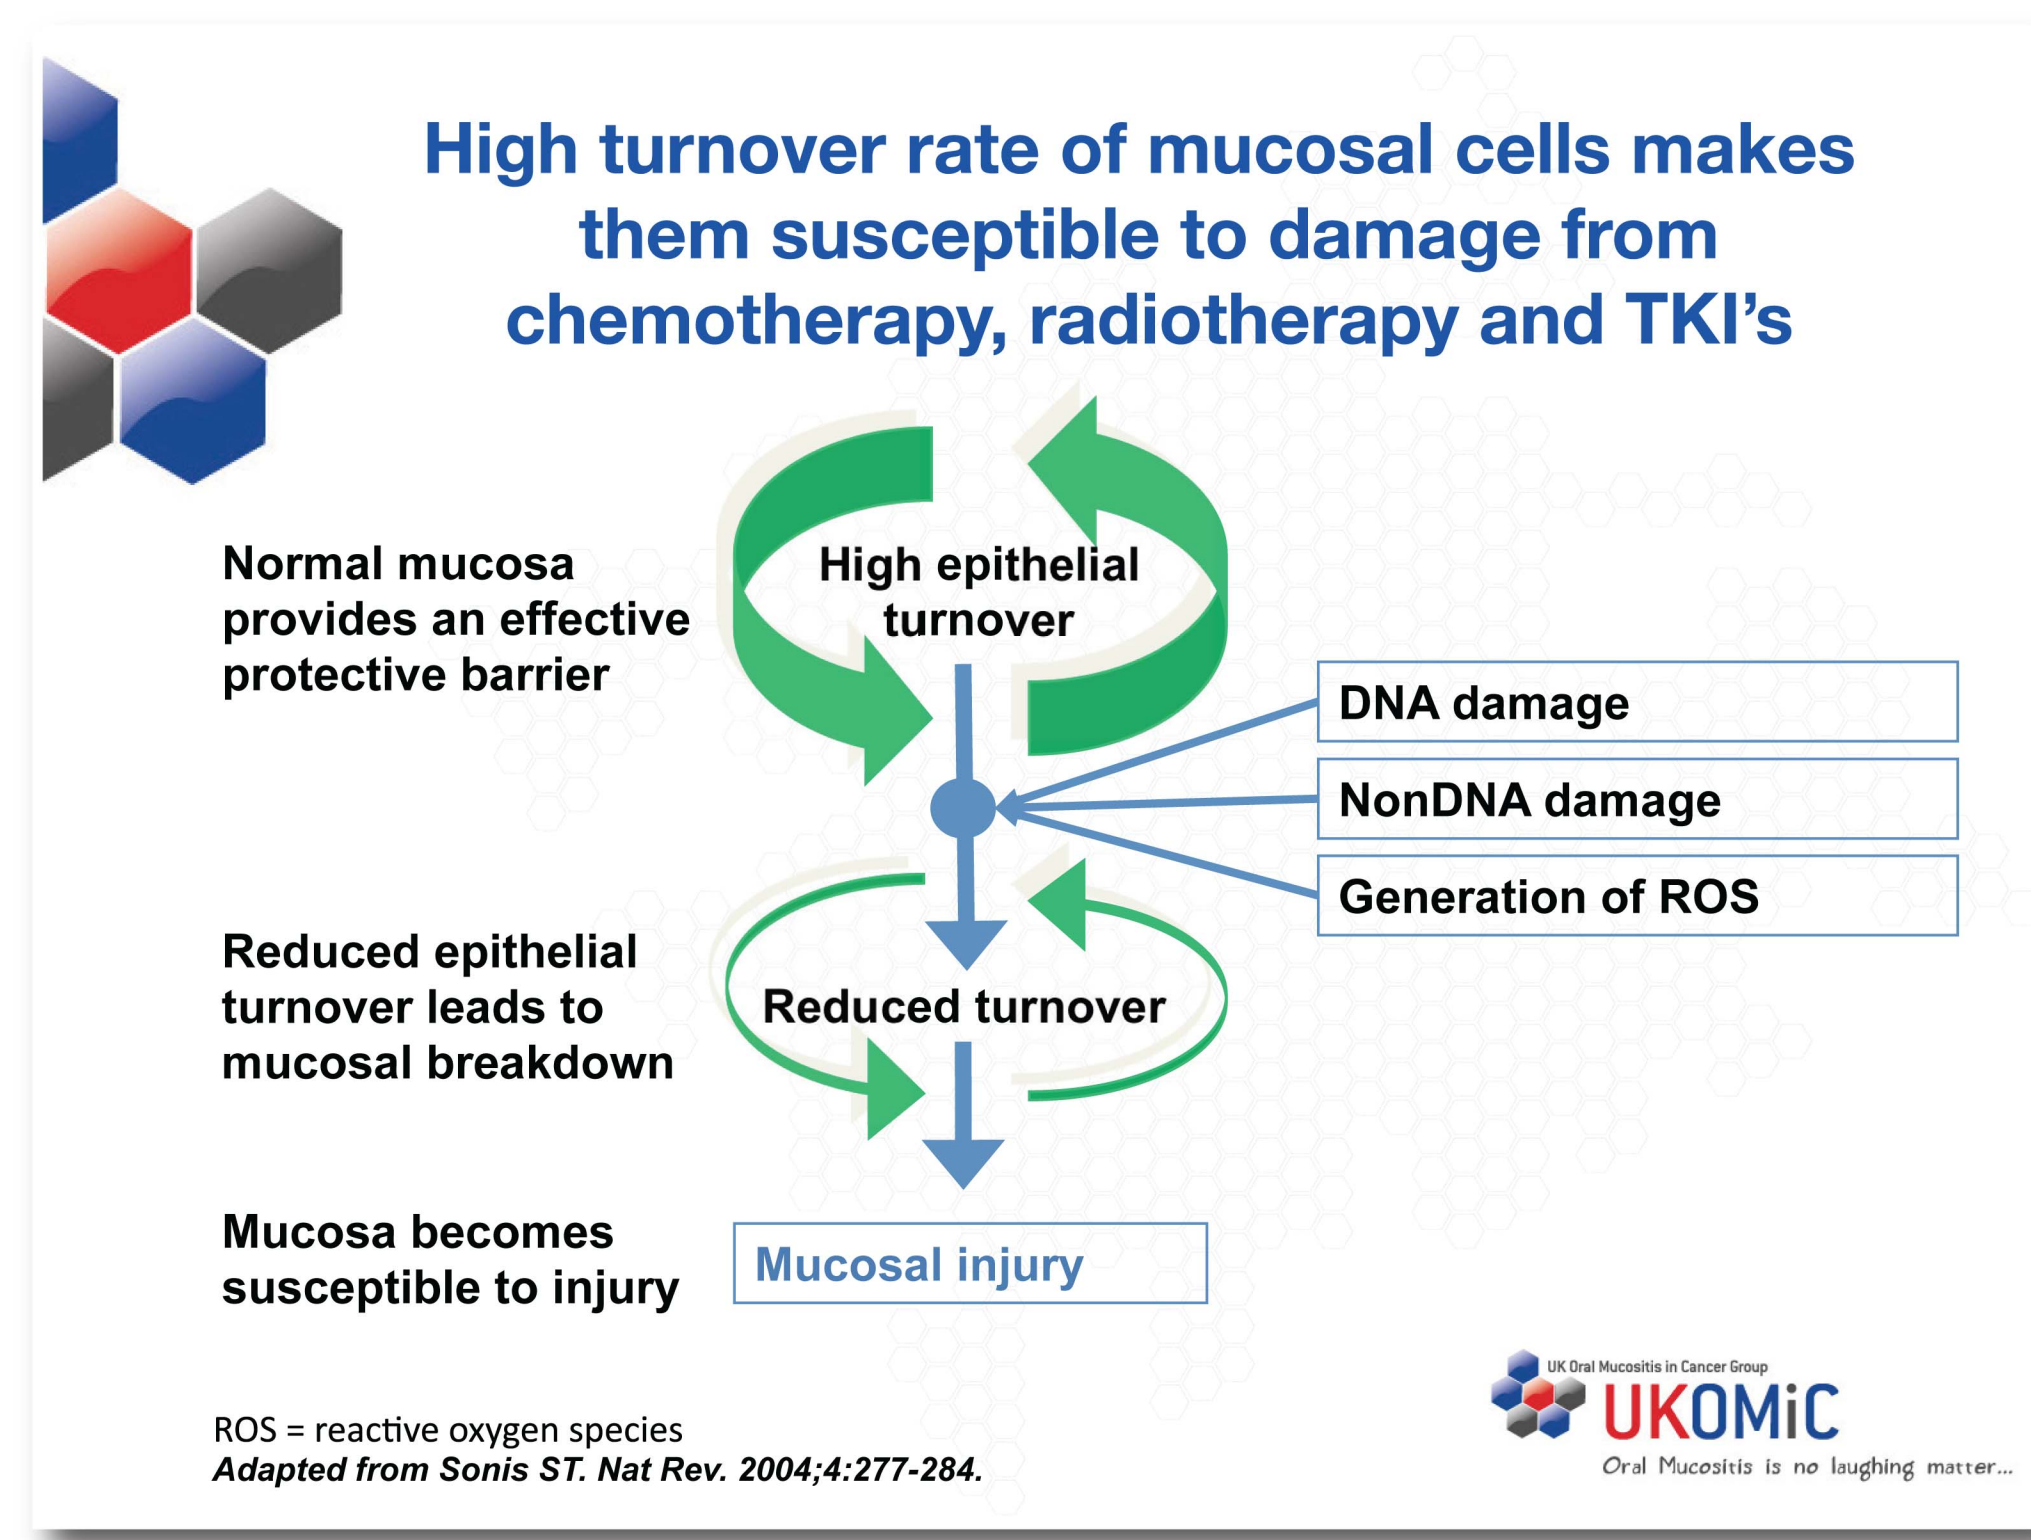 High turnover rate of mucosal cells makes
them susceptible to damage from
chemotherapy, radiotherapy and TKI’s
Normal mucosa
provides an effective
protective barrier
High epithelial
turnover
DNA damage
NonDNA damage
Generation of ROS
Reduced epithelial
turnover leads to
mucosal breakdown
Reduced turnover
Mucosa becomes
susceptible to injury
Mucosal injury
ROS = reactive oxygen species
Adapted from Sonis ST. Nat Rev. 2004;4:277-284.
UK Oral Mucositis in Cancer Group
UKOMiC
Oral Mucositis is no laughing matter...